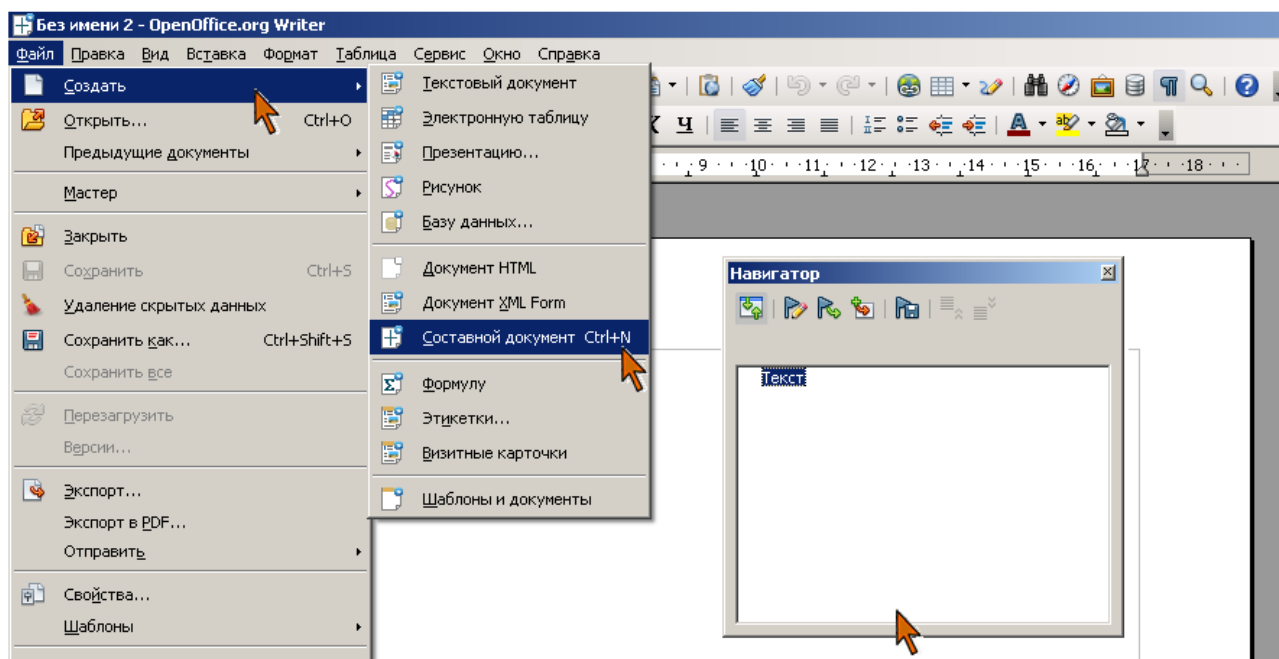 Без имени 2 - OpenOffice.org Writer
Файл Правка Вид Вставка Формат Таблица Сервис Окно Справка
Создать
Открыть... Ctrl+O
Предыдущие документы
Мастер
Закрыть
Сохранить Ctrl+S
Удаление скрытых данных
Сохранить как... Ctrl+Shift+S
Сохранить все
Перезагрузить
Версии...
Экспорт...
Экспорт в PDF...
Отправить
Свойства...
Шаблоны
Текстовый документ
Электронную таблицу
Презентацию...
Рисунок
Базу данных...
Документ HTML
Документ XML Form
Составной документ Ctrl+N
Формулу
Этикетки...
Визитные карточки
Шаблоны и документы
К Ч
9 10 11 12 13 14 15 16 17 18
Навигатор
Текст